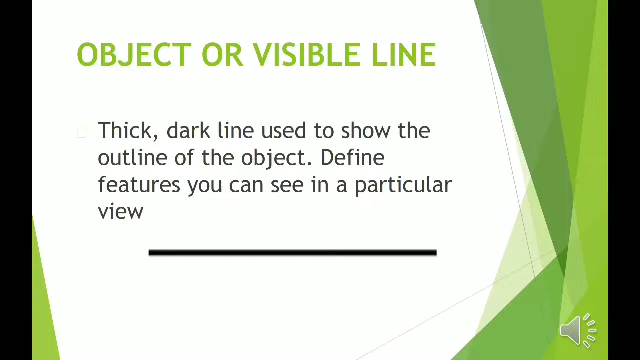 OBJECT OR VISIBLE LINE
Thick, dark line used to show the
outline of the object. Define
features you can see in a particular
view